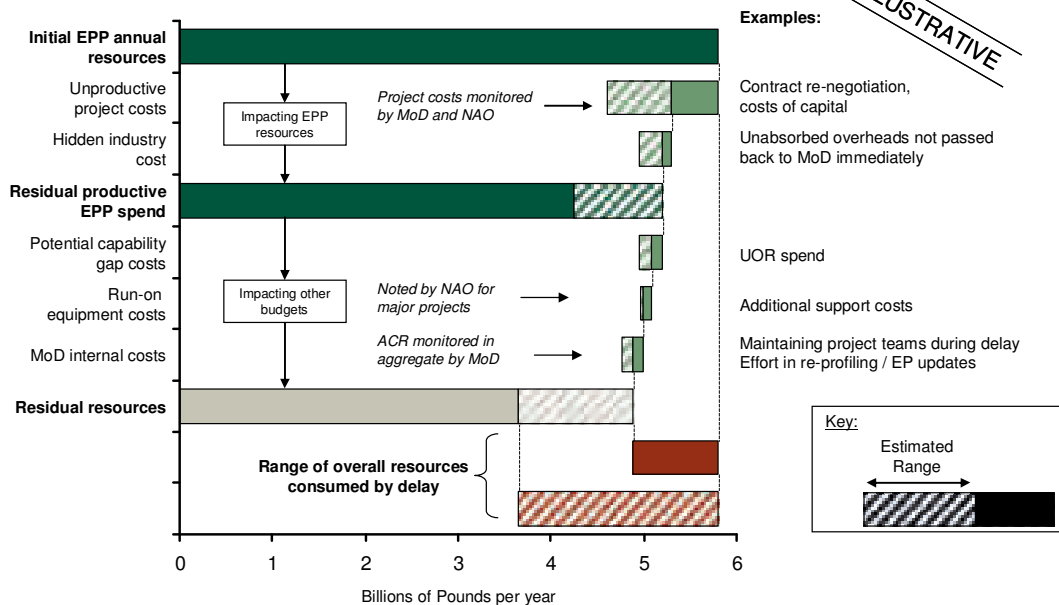 Examples:
Initial EPP annual
resources
Unproductive
project costs
Impacting EPP
resources
Project costs monitored
by MoD and NAO
Contract re-negotiation,
costs of capital
Hidden industry
cost
Unabsorbed overheads not passed
back to MoD immediately
Residual productive
EPP spend
Potential capability
gap costs
UOR spend
Run-on
equipment costs
Impacting other
budgets
Noted by NAO for
major projects
Additional support costs
MoD internal costs
ACR monitored in
aggregate by MoD
Maintaining project teams during delay
Effort in re-profiling / EP updates
Residual resources
Range of overall resources
consumed by delay
Key:
Estimated
Range
0 1 2 3 4 5 6
Billions of Pounds per year